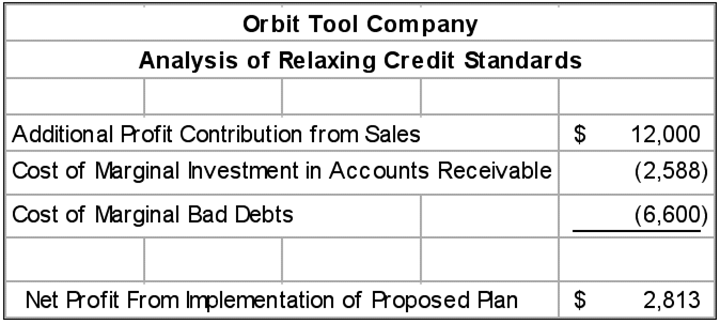 Orbit Tool Company
Analysis of Relaxing Credit Standards
Additional Profit Contribution from Sales $ 12,000
Cost of Marginal Investment in Accounts Receivable (2,588)
Cost of Marginal Bad Debts (6,600)
Net Profit From Implementation of Proposed Plan $ 2,813